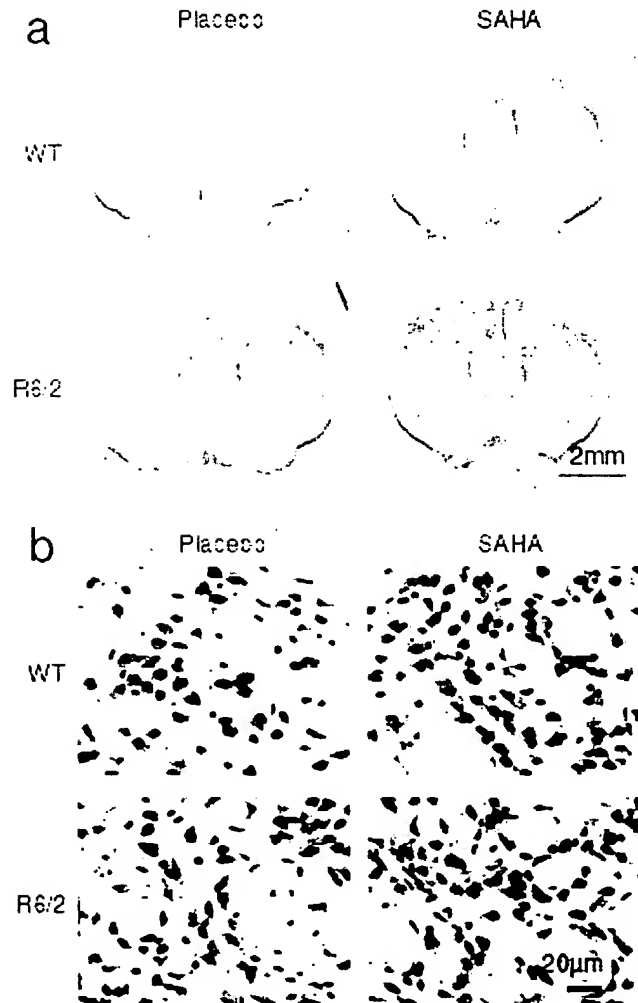 a
Placebo SAHA
WT
R6/2
2mm
b
Placebo SAHA
WT
R6/2
20µm